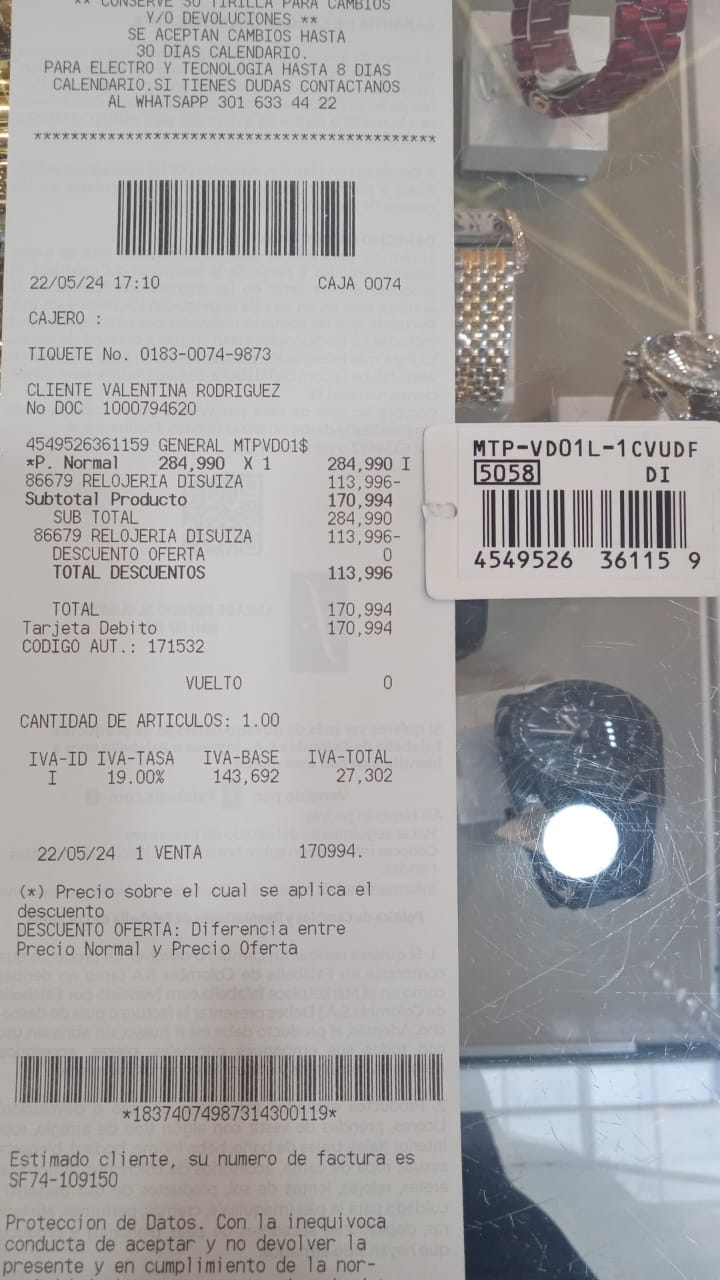 ** CONSERVE SU TIRILLA PARA CAMBIOS
Y/O DEVOLUCIONES **
SE ACEPTAN CAMBIOS HASTA
30 DIAS CALENDARIO.
PARA ELECTRO Y TECNOLOGIA HASTA 8 DIAS
CALENDARIO.SI TIENES DUDAS CONTACTANOS
AL WHATSAPP 301 633 44 22
****************************************
22/05/24 17:10 CAJA 0074
CAJERO :
TIQUETE No. 0183-0074-9873
CLIENTE VALENTINA RODRIGUEZ
No DOC 1000794620
4549526361159 GENERAL MTPVD01$
*P. Normal 284,990 X 1 284,990 I
86679 RELOJERIA DISUIZA 113,996-
Subtotal Producto 170,994
SUB TOTAL 284,990
86679 RELOJERIA DISUIZA 113,996-
DESCUENTO OFERTA 0
TOTAL DESCUENTOS 113,996
TOTAL 170,994
Tarjeta Debito 170,994
CODIGO AUT.: 171532
VUELTO 0
CANTIDAD DE ARTICULOS: 1.00
IVA-ID IVA-TASA IVA-BASE IVA-TOTAL
I 19.00% 143,692 27,302
22/05/24 1 VENTA 170994.
(*) Precio sobre el cual se aplica el
descuento
DESCUENTO OFERTA: Diferencia entre
Precio Normal y Precio Oferta
*18374074987314300119*
Estimado cliente, su numero de factura es
SF74-109150
Proteccion de Datos. Con la inequivoca
conducta de aceptar y no devolver la
presente y en cumplimiento de la nor-
MTP-VD01L-1CVUDF
5058 DI
4549526 36115 9